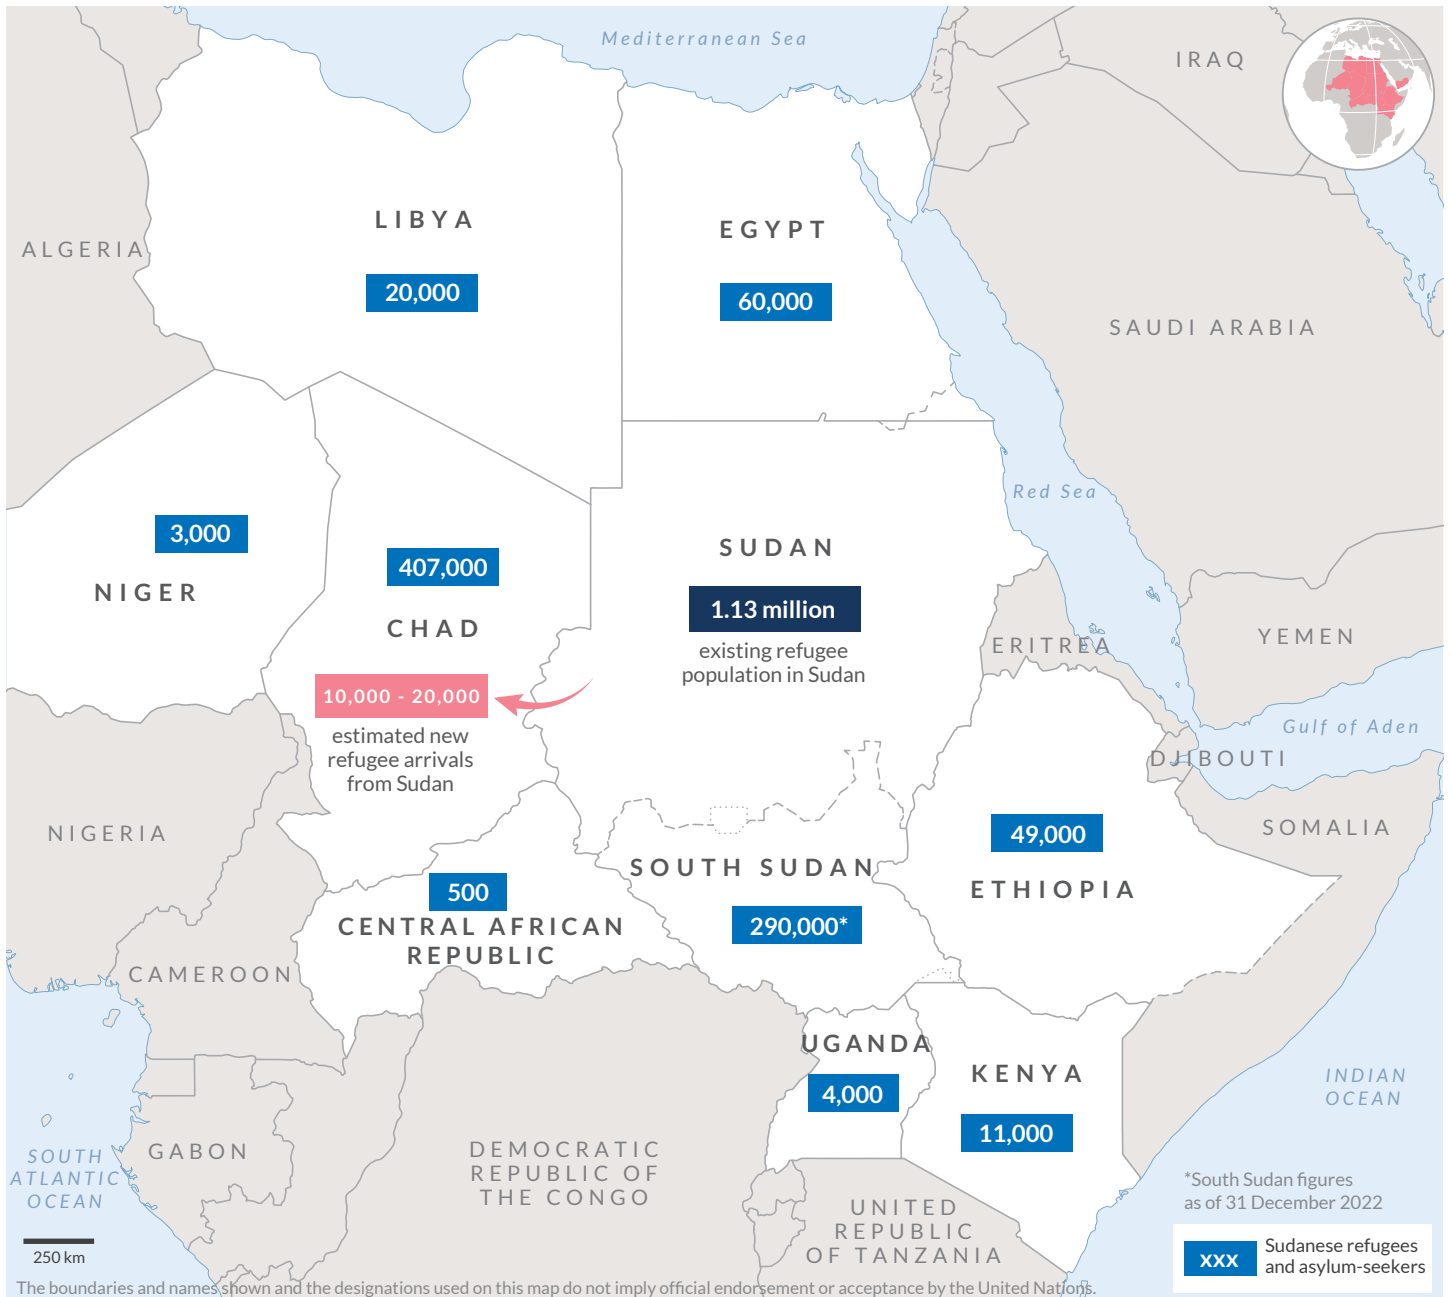 Mediterranean Sea
IRAQ
LIBYA
20,000
EGYPT
60,000
ALGERIA
SAUDI ARABIA
Red Sea
3,000
NIGER
407,000
CHAD
10,000 - 20,000
estimated new
refugee arrivals
from Sudan
SUDAN
1.13 million
existing refugee
population in Sudan
ERITREA
YEMEN
Gulf of Aden
DJIBOUTI
NIGERIA
SOMALIA
49,000
ETHIOPIA
SOUTH SUDAN
290,000*
500
CENTRAL AFRICAN
REPUBLIC
CAMEROON
UGANDA
4,000
KENYA
11,000
INDIAN
OCEAN
GABON
SOUTH
ATLANTIC
OCEAN
DEMOCRATIC
REPUBLIC OF
THE CONGO
UNITED
REPUBLIC
OF TANZANIA
*South Sudan figures
as of 31 December 2022
xxx
Sudanese refugees
and asylum-seekers
250 km
The boundaries and names shown and the designations used on this map do not imply official endorsement or acceptance by the United Nations.